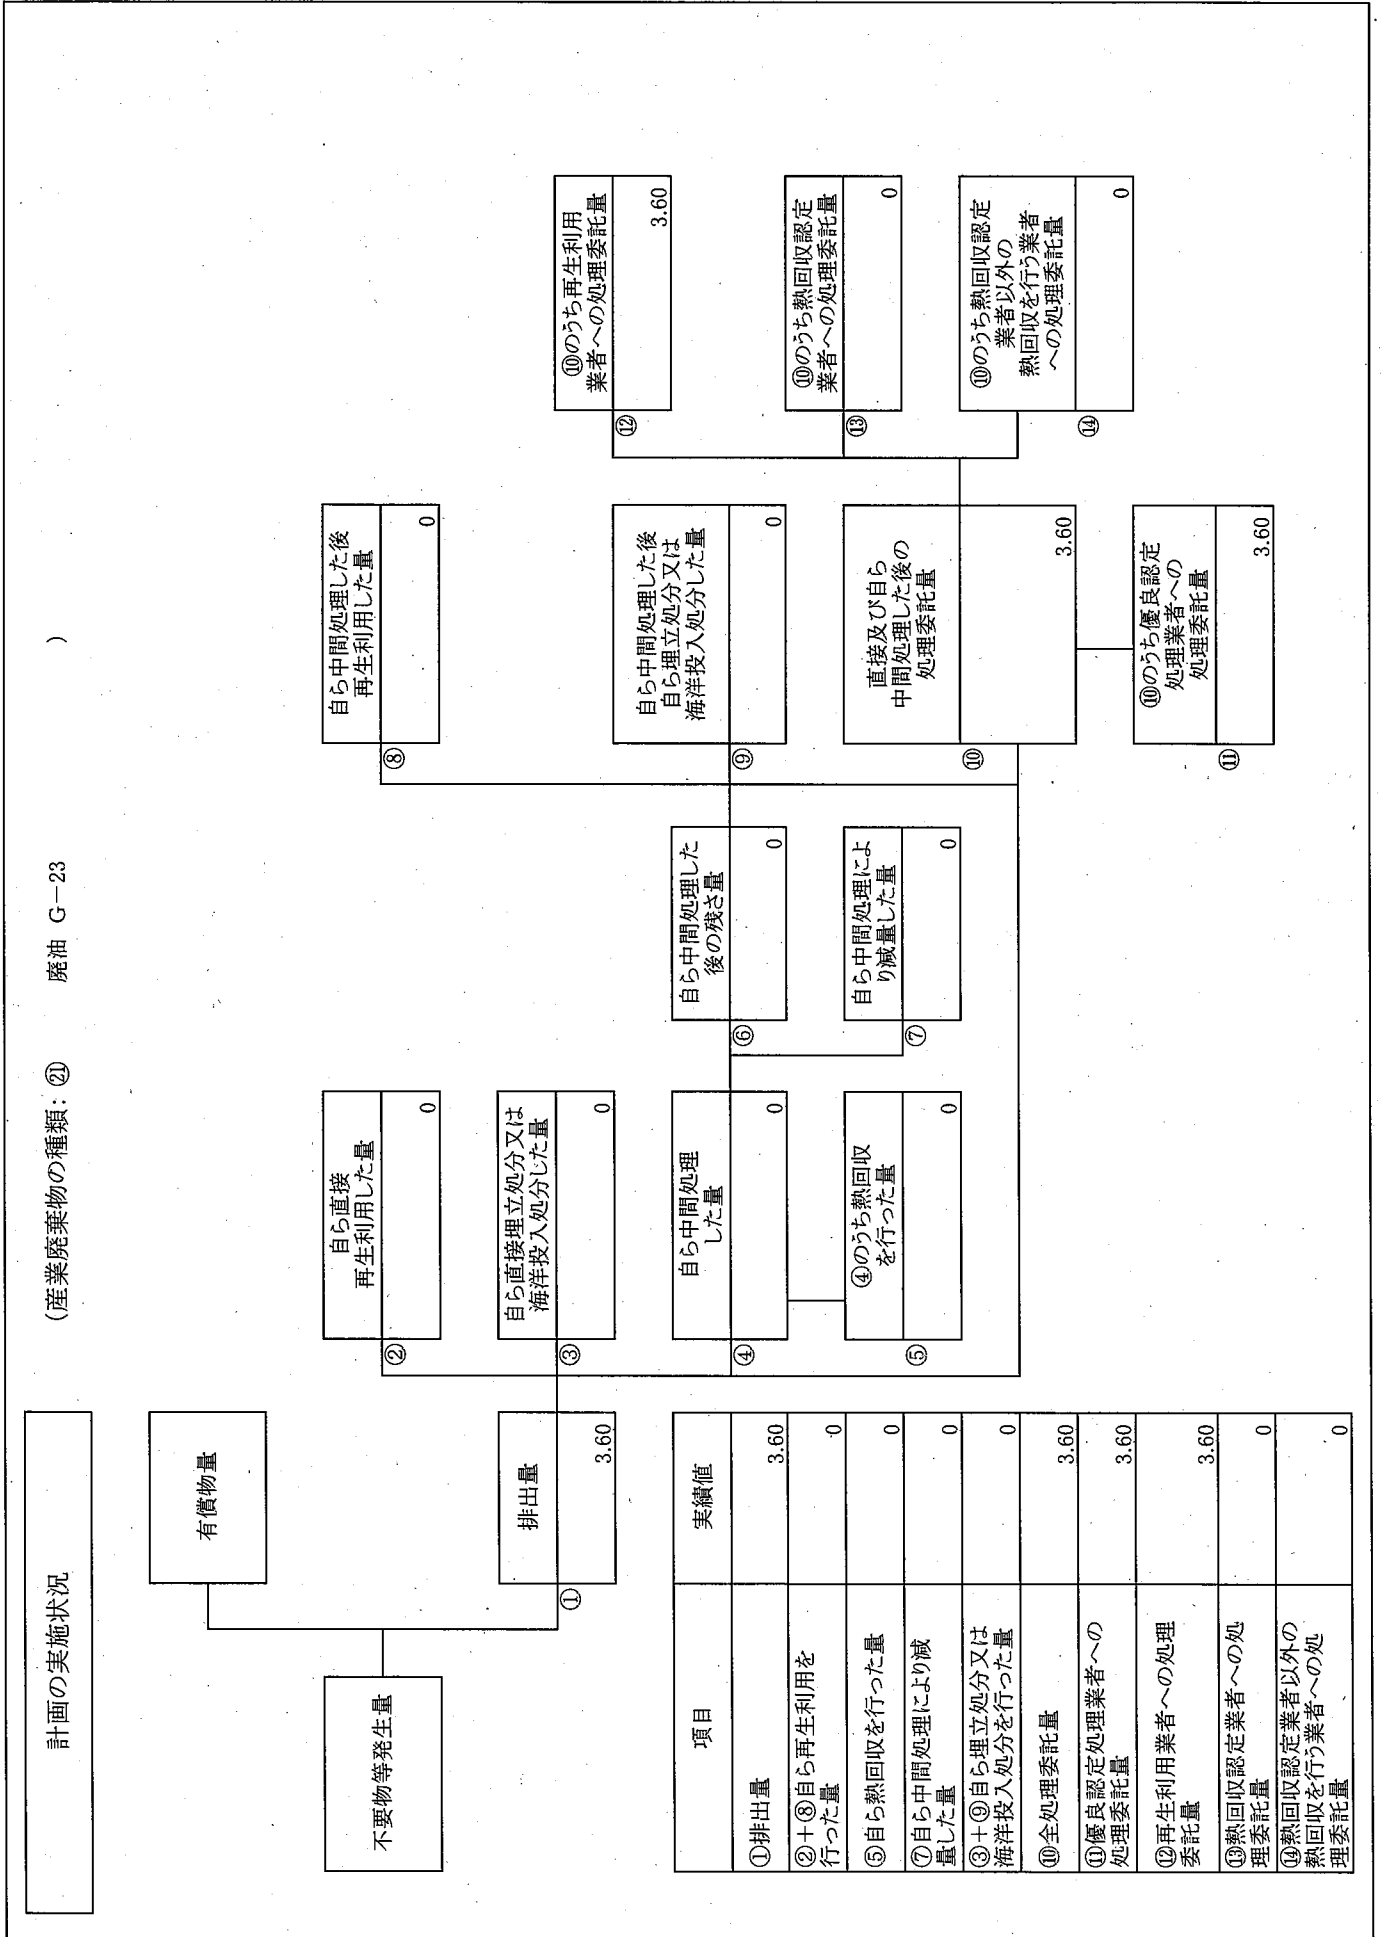 計画の実施状況
(産業廃棄物の種類: ㉑ 廃油 G－23 )
有償物量
不要物等発生量
排出量
①
3.60
自ら直接
再生利用した量
②
0
自ら直接埋立処分又は
海洋投入処分した量
③
0
自ら中間処理
した量
④
0
④のうち熱回収
を行った量
⑤
0
自ら中間処理した
後の残さ量
⑥
0
自ら中間処理によ
り減量した量
⑦
0
自ら中間処理した後
再生利用した量
⑧
0
自ら中間処理した後
自ら埋立処分又は
海洋投入処分した量
⑨
0
直接及び自ら
中間処理した後の
処理委託量
⑩
3.60
⑩のうち優良認定
処理業者への
処理委託量
⑪
3.60
⑩のうち再生利用
業者への処理委託量
⑫
3.60
⑩のうち熱回収認定
業者への処理委託量
⑬
0
⑩のうち熱回収認定
業者以外の
熱回収を行う業者
への処理委託量
⑭
0
項目 実績値
①排出量 3.60
②＋⑧自ら再生利用を
行った量 0
⑤自ら熱回収を行った量 0
⑦自ら中間処理により減
量した量 0
③＋⑨自ら埋立処分又は
海洋投入処分を行った量 0
⑩全処理委託量 3.60
⑪優良認定処理業者への
処理委託量 3.60
⑫再生利用業者への処理
委託量 3.60
⑬熱回収認定業者への処
理委託量 0
⑭熱回収認定業者以外の
熱回収を行う業者への処
理委託量 0